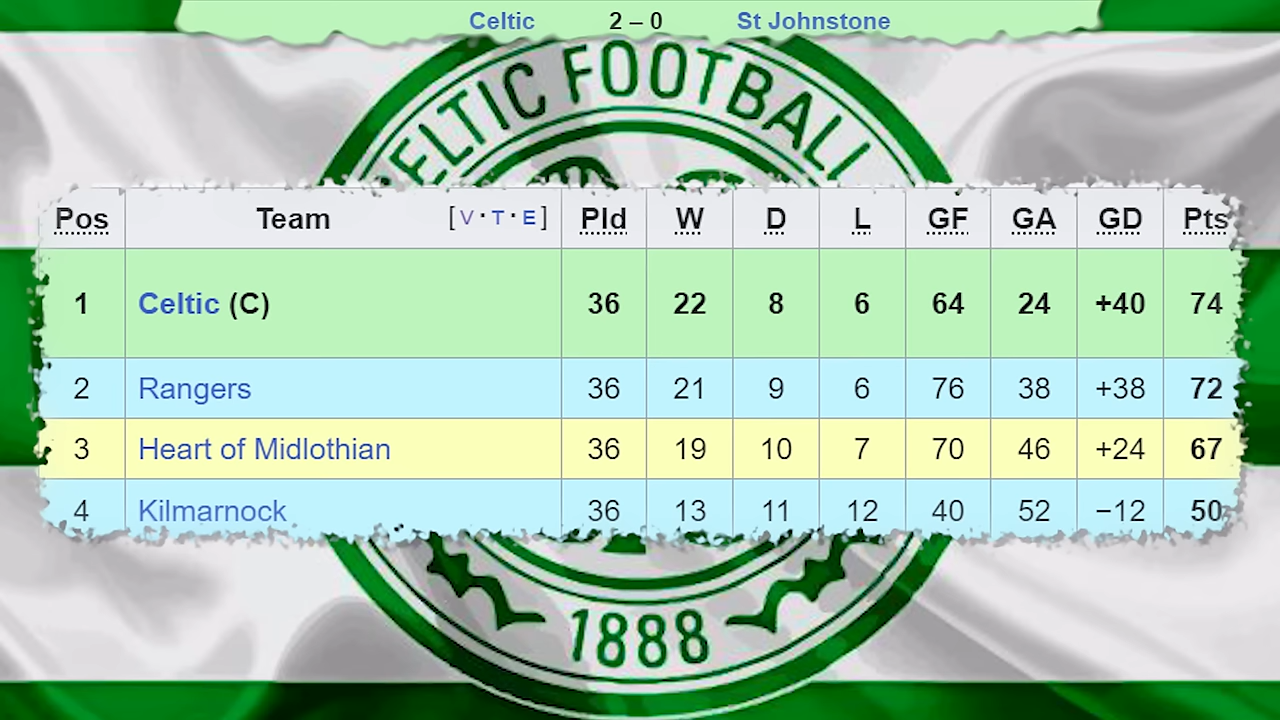 Celtic 2 – 0 St Johnstone
CELTIC FOOTBALL
Pos Team [V·T·E] Pld W D L GF GA GD Pts
1 Celtic (C) 36 22 8 6 64 24 +40 74
2 Rangers 36 21 9 6 76 38 +38 72
3 Heart of Midlothian 36 19 10 7 70 46 +24 67
4 Kilmarnock 36 13 11 12 40 52 −12 50
1888